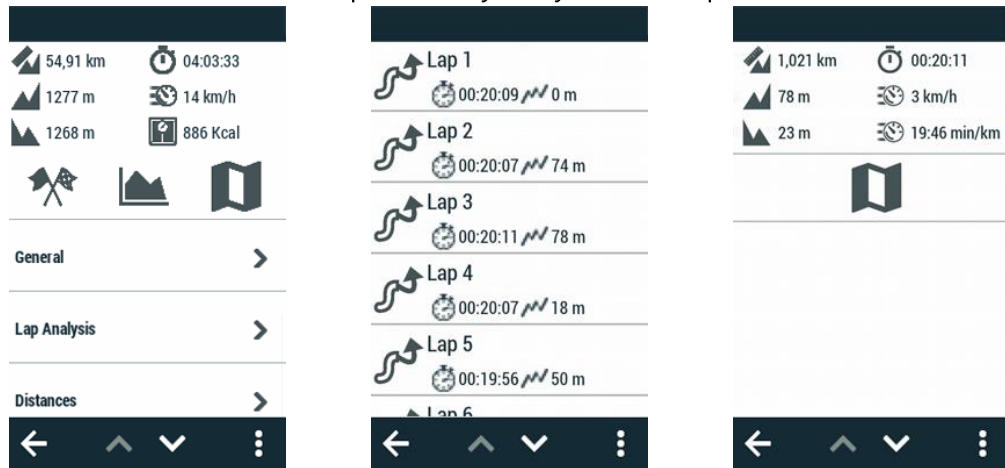 54,91 km 04:03:33
1277 m 14 km/h
1268 m 886 Kcal
General
Lap Analysis
Distances
Lap 1
00:20:09 0 m
Lap 2
00:20:07 74 m
Lap 3
00:20:11 78 m
Lap 4
00:20:07 18 m
Lap 5
00:19:56 50 m
Lap 6
1,021 km 00:20:11
78 m 3 km/h
23 m 19:46 min/km